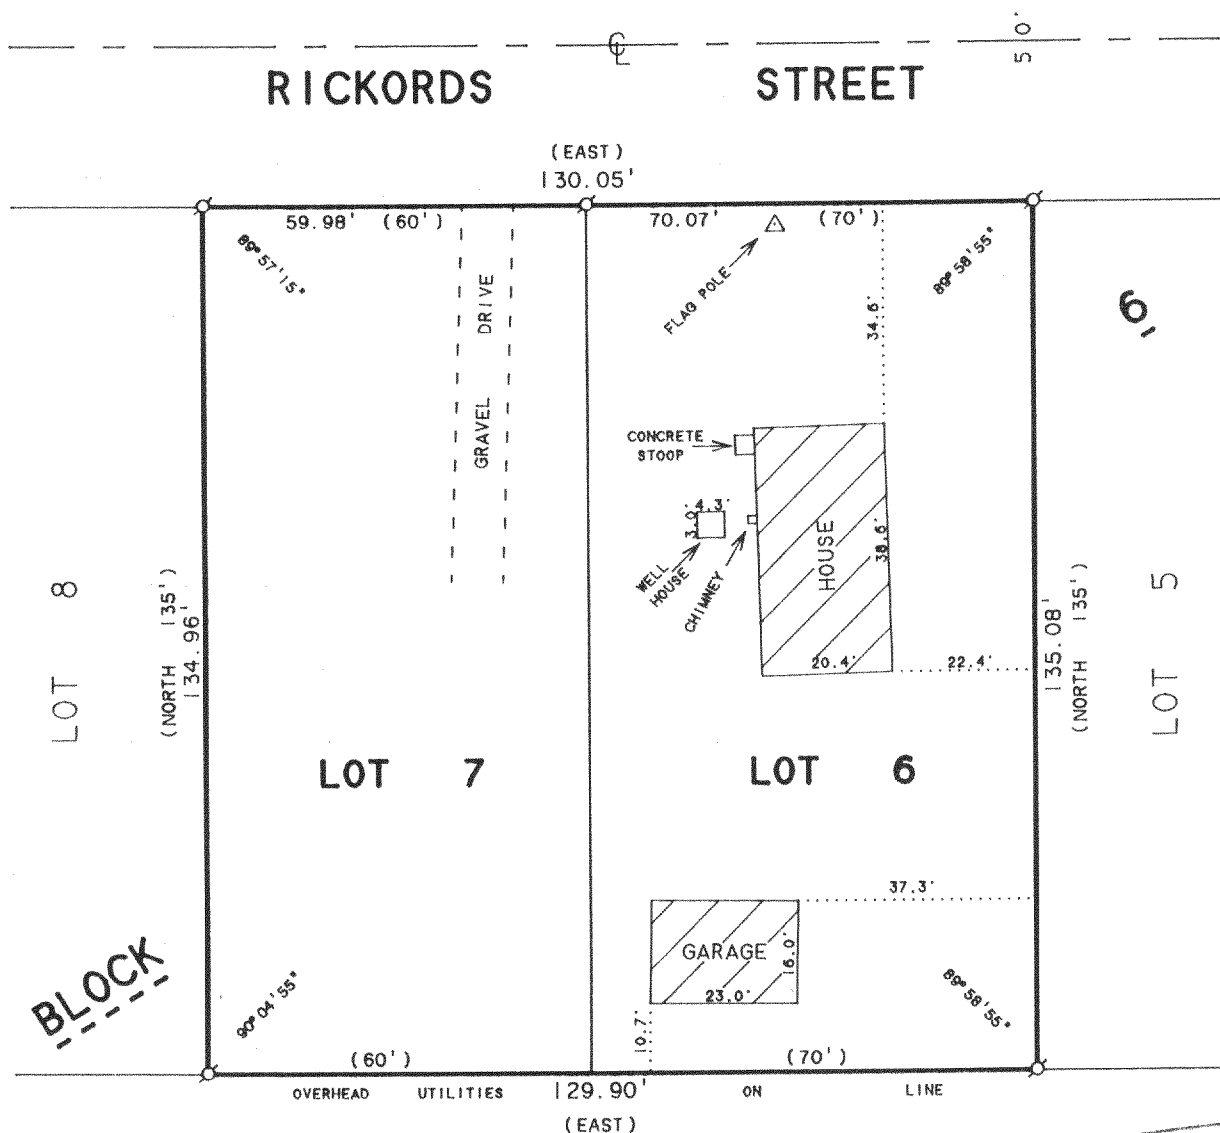 50'
℄
RICKORDS STREET
(EAST)
130.05'
59.98' (60')
70.07' (70')
89°57'15"
89°58'55"
FLAG POLE
GRAVEL DRIVE
34.6'
6,
CONCRETE
STOOP
4.3'
3.0'
WELL
HOUSE
CHIMNEY
HOUSE
38.6'
20.4'
22.4'
LOT 8
(NORTH 135')
134.96'
135.08'
(NORTH 135')
LOT 5
LOT 7
LOT 6
37.3'
GARAGE
16.0'
23.0'
10.7'
BLOCK
90°04'55"
89°58'55"
(60')
(70')
OVERHEAD UTILITIES 129.90' ON LINE
(EAST)